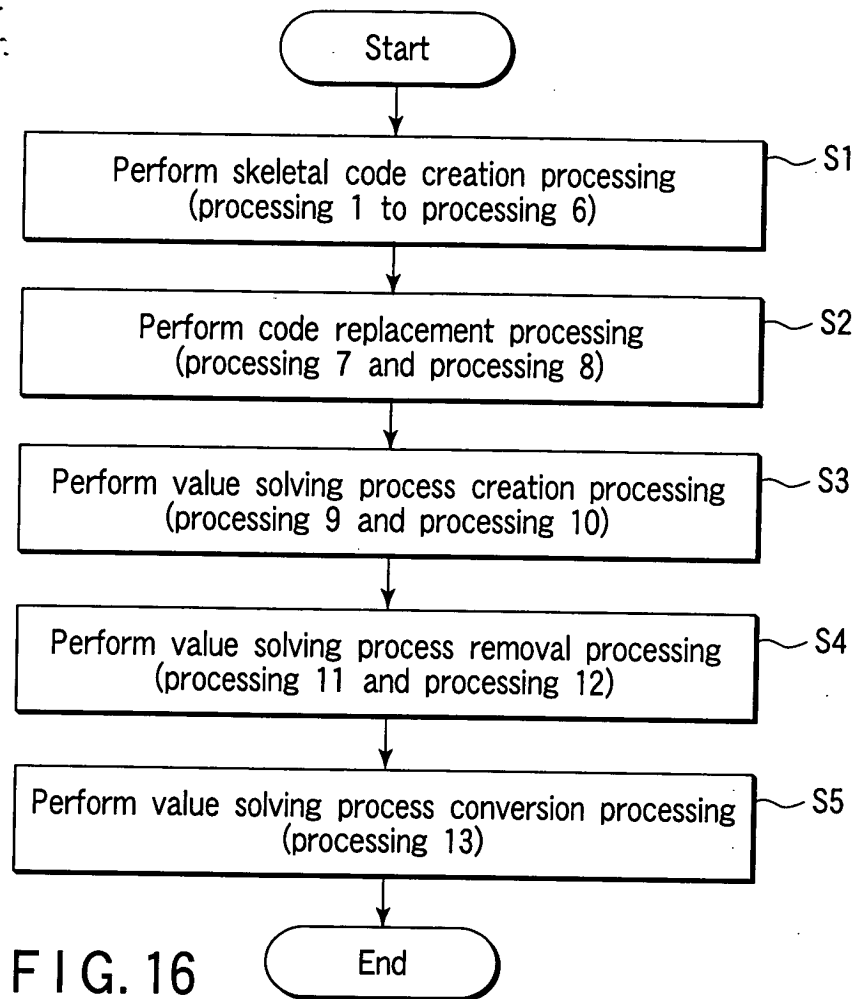 Start
Perform skeletal code creation processing
(processing 1 to processing 6)
S1
Perform code replacement processing
(processing 7 and processing 8)
S2
Perform value solving process creation processing
(processing 9 and processing 10)
S3
Perform value solving process removal processing
(processing 11 and processing 12)
S4
Perform value solving process conversion processing
(processing 13)
S5
End
FIG. 16